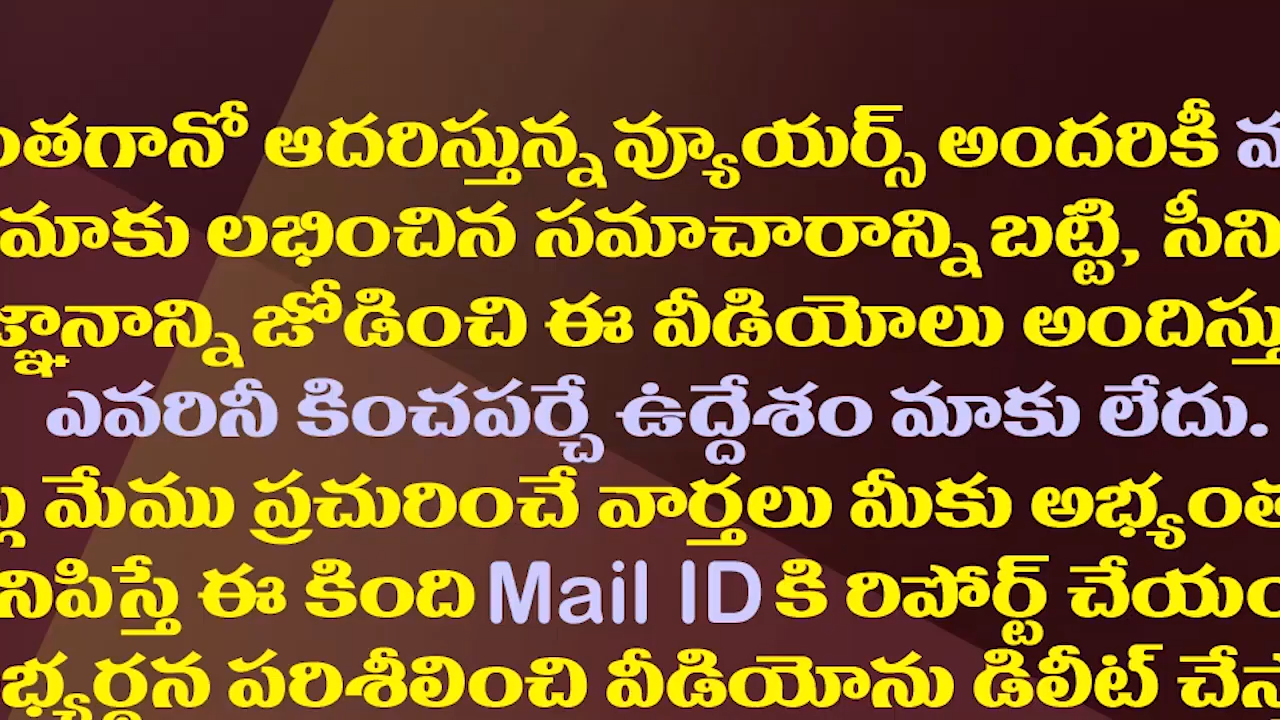 ంతగానో ఆదరిస్తున్న వ్యూయర్స్ అందరికీ
మాకు లభించిన సమాచారాన్ని బట్టి, సీని
జ్ఞానాన్ని జోడించి ఈ వీడియోలు అందిస్తు
ఎవరినీ కించపర్చే ఉద్దేశం మాకు లేదు.
మేము ప్రచురించే వార్తలు మీకు అభ్యంత
నిపిస్తే ఈ కింది Mail ID కి రిపోర్ట్ చేయం
భ్యర్థన పరిశీలించి వీడియోను డిలీట్ చేస